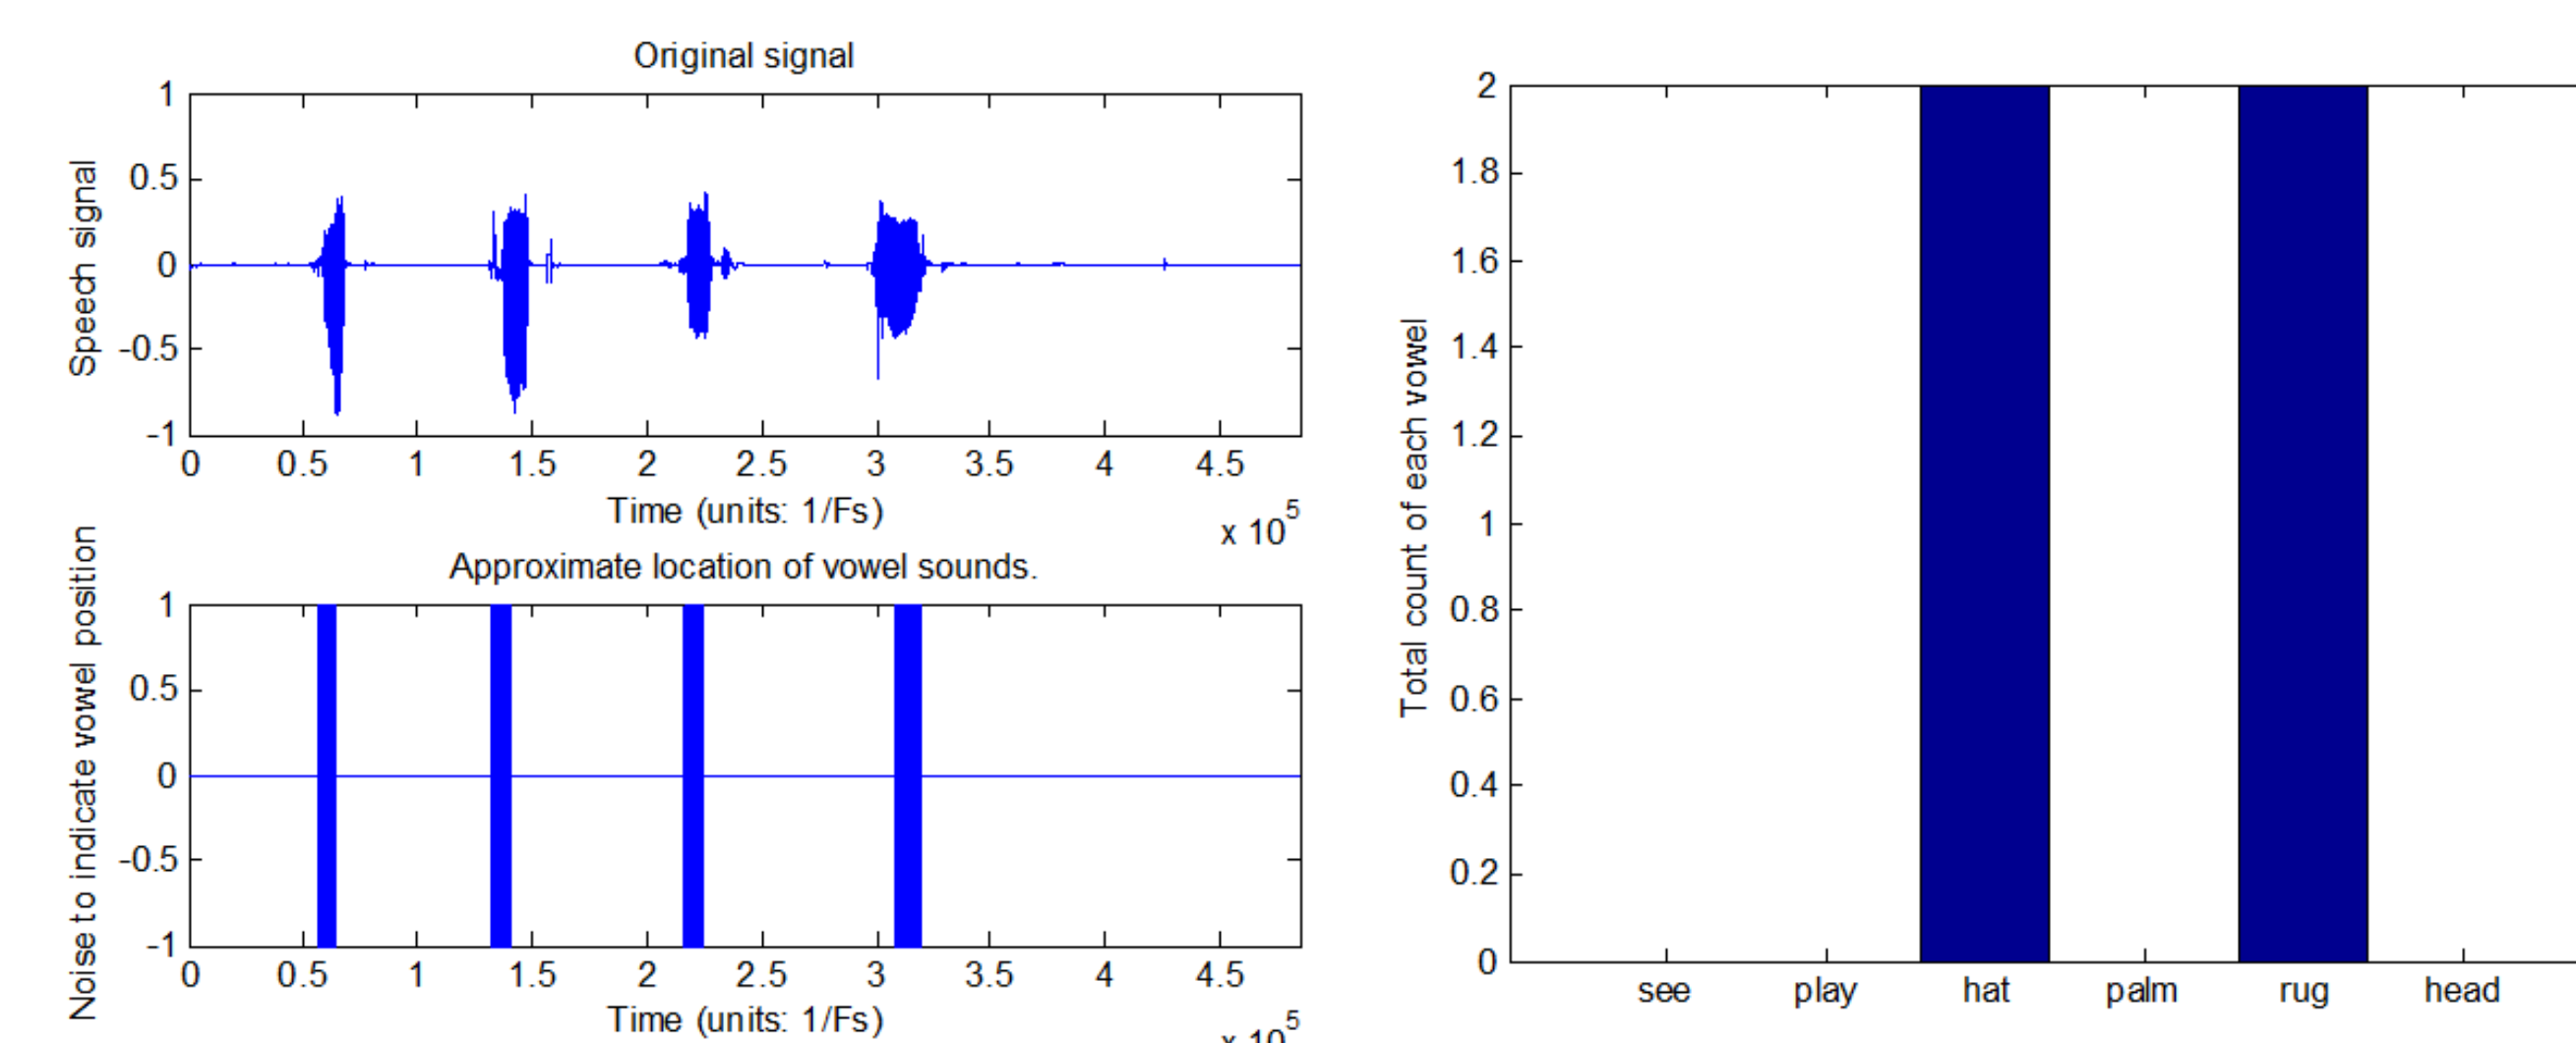 Original signal
1
0.5
0
-0.5
-1
Speech signal
0 0.5 1 1.5 2 2.5 3 3.5 4 4.5
Time (units: 1/Fs)
x 10^5
Approximate location of vowel sounds.
1
0.5
0
-0.5
-1
Noise to indicate vowel position
0 0.5 1 1.5 2 2.5 3 3.5 4 4.5
Time (units: 1/Fs)
x 10^5
2
1.8
1.6
1.4
1.2
1
0.8
0.6
0.4
0.2
0
Total count of each vowel
see play hat palm rug head